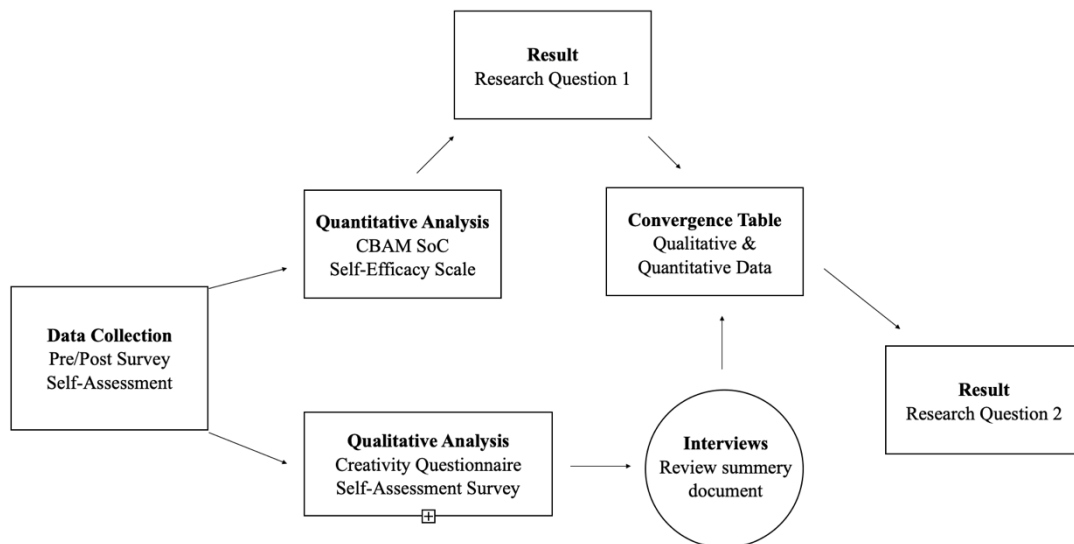 Result
Research Question 1
Quantitative Analysis
CBAM SoC
Self-Efficacy Scale
Convergence Table
Qualitative &
Quantitative Data
Data Collection
Pre/Post Survey
Self-Assessment
Result
Research Question 2
Qualitative Analysis
Creativity Questionnaire
Self-Assessment Survey
Interviews
Review summery
document